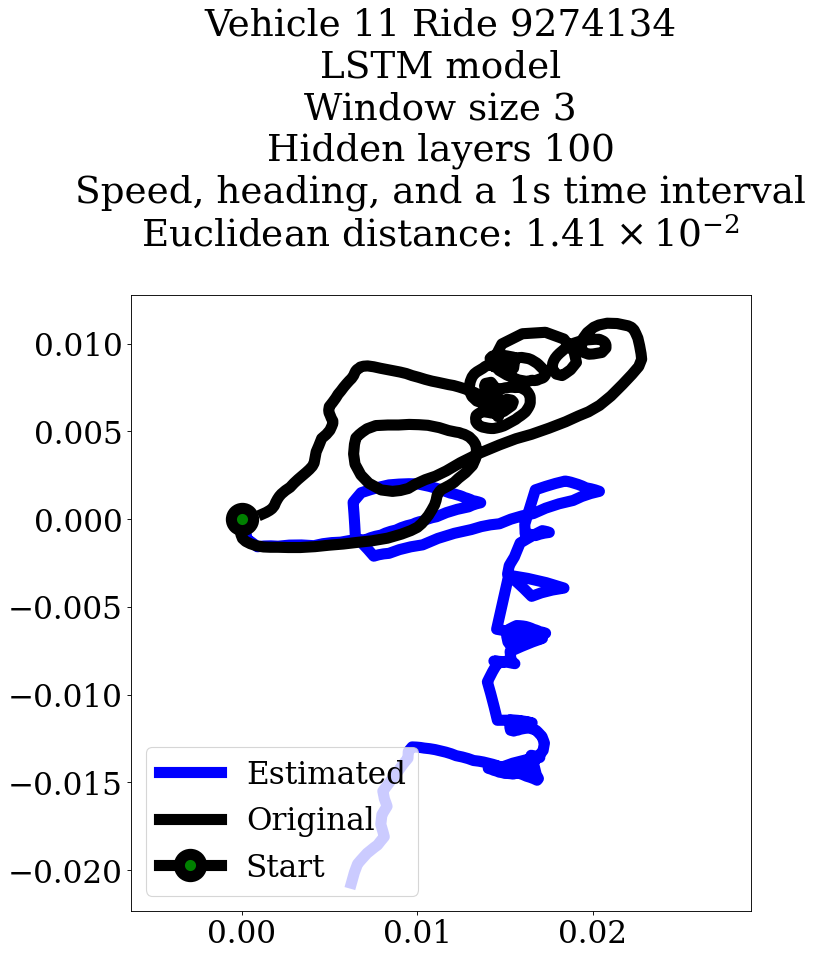 Vehicle 11 Ride 9274134
LSTM model
Window size 3
Hidden layers 100
Speed, heading, and a 1s time interval
Euclidean distance: 1.41 × 10⁻²
0.010
0.005
0.000
−0.005
−0.010
−0.015
−0.020
Estimated
Original
Start
0.00 0.01 0.02